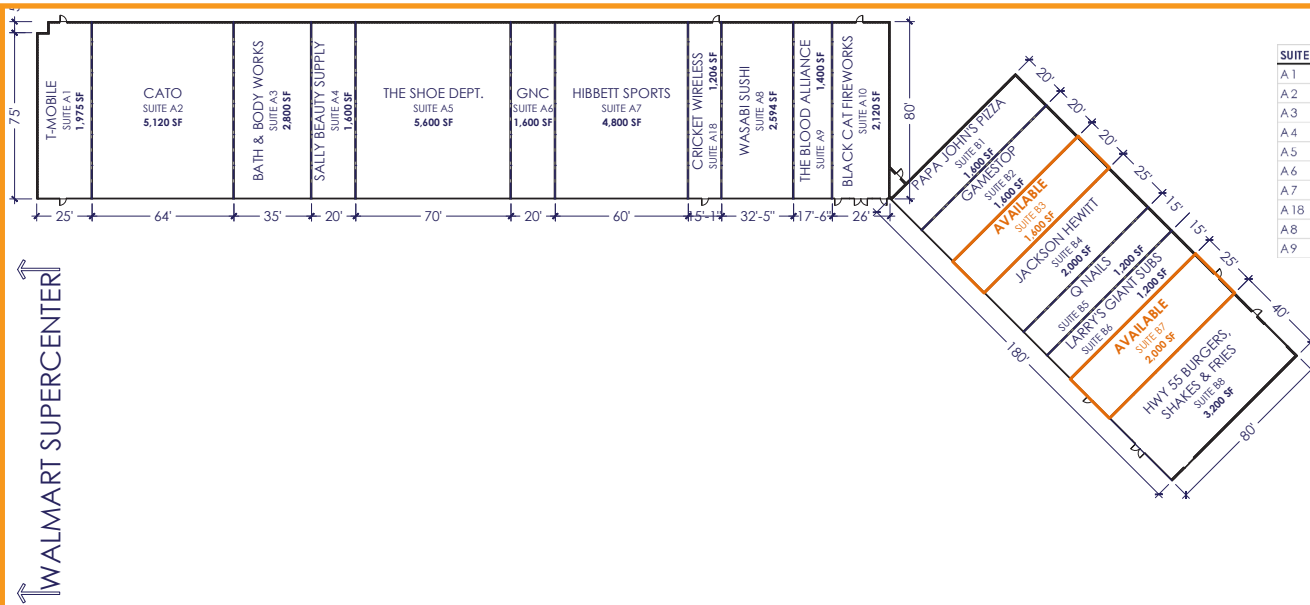 T-MOBILE
SUITE A1
1,975 SF
CATO
SUITE A2
5,120 SF
BATH & BODY WORKS
SUITE A3
2,800 SF
SALLY BEAUTY SUPPLY
SUITE A4
1,600 SF
THE SHOE DEPT.
SUITE A5
5,600 SF
GNC
SUITE A6
1,600 SF
HIBBETT SPORTS
SUITE A7
4,800 SF
CRICKET WIRELESS
SUITE A18
1,206 SF
WASABI SUSHI
SUITE A8
2,594 SF
THE BLOOD ALLIANCE
SUITE A9
1,400 SF
BLACK CAT FIREWORKS
SUITE A10
2,120 SF
75'
80'
25'
64'
35'
20'
70'
20'
60'
15'-1"
32'-5"
17'-6"
26'
PAPA JOHN'S PIZZA
SUITE B1
1,600 SF
GAMESTOP
SUITE B2
1,600 SF
AVAILABLE
SUITE B3
1,600 SF
JACKSON HEWITT
SUITE B4
2,000 SF
Q NAILS
SUITE B5
1,200 SF
LARRY'S GIANT SUBS
SUITE B6
1,200 SF
AVAILABLE
SUITE B7
2,000 SF
HWY 55 BURGERS,
SHAKES & FRIES
SUITE B8
3,200 SF
20'
20'
20'
25'
15'
15'
25'
40'
180'
80'
WALMART SUPERCENTER
SUITE
A1
A2
A3
A4
A5
A6
A7
A18
A8
A9